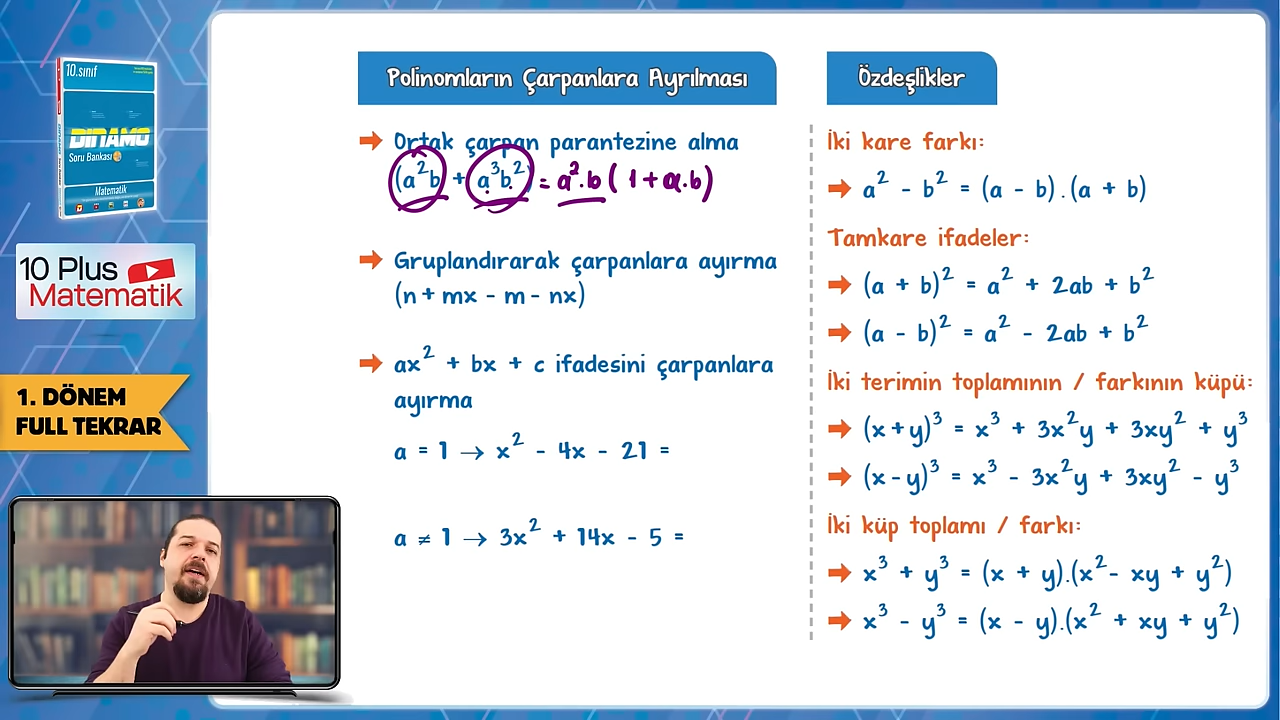 10.sınıf
DINAMO
Soru Bankası
Matematik
10 Plus
Matematik
1. DÖNEM
FULL TEKRAR
Polinomların Çarpanlara Ayrılması
Ortak çarpan parantezine alma
(a²b + a³b²) = a².b ( 1 + a.b)
Gruplandırarak çarpanlara ayırma
(n + mx - m - nx)
ax² + bx + c ifadesini çarpanlara
ayırma
a = 1 → x² - 4x - 21 =
a ≠ 1 → 3x² + 14x - 5 =
Özdeşlikler
İki kare farkı:
a² - b² = (a - b).(a + b)
Tamkare ifadeler:
(a + b)² = a² + 2ab + b²
(a - b)² = a² - 2ab + b²
İki terimin toplamının / farkının küpü:
(x + y)³ = x³ + 3x²y + 3xy² + y³
(x - y)³ = x³ - 3x²y + 3xy² - y³
İki küp toplamı / farkı:
x³ + y³ = (x + y).(x² - xy + y²)
x³ - y³ = (x - y).(x² + xy + y²)